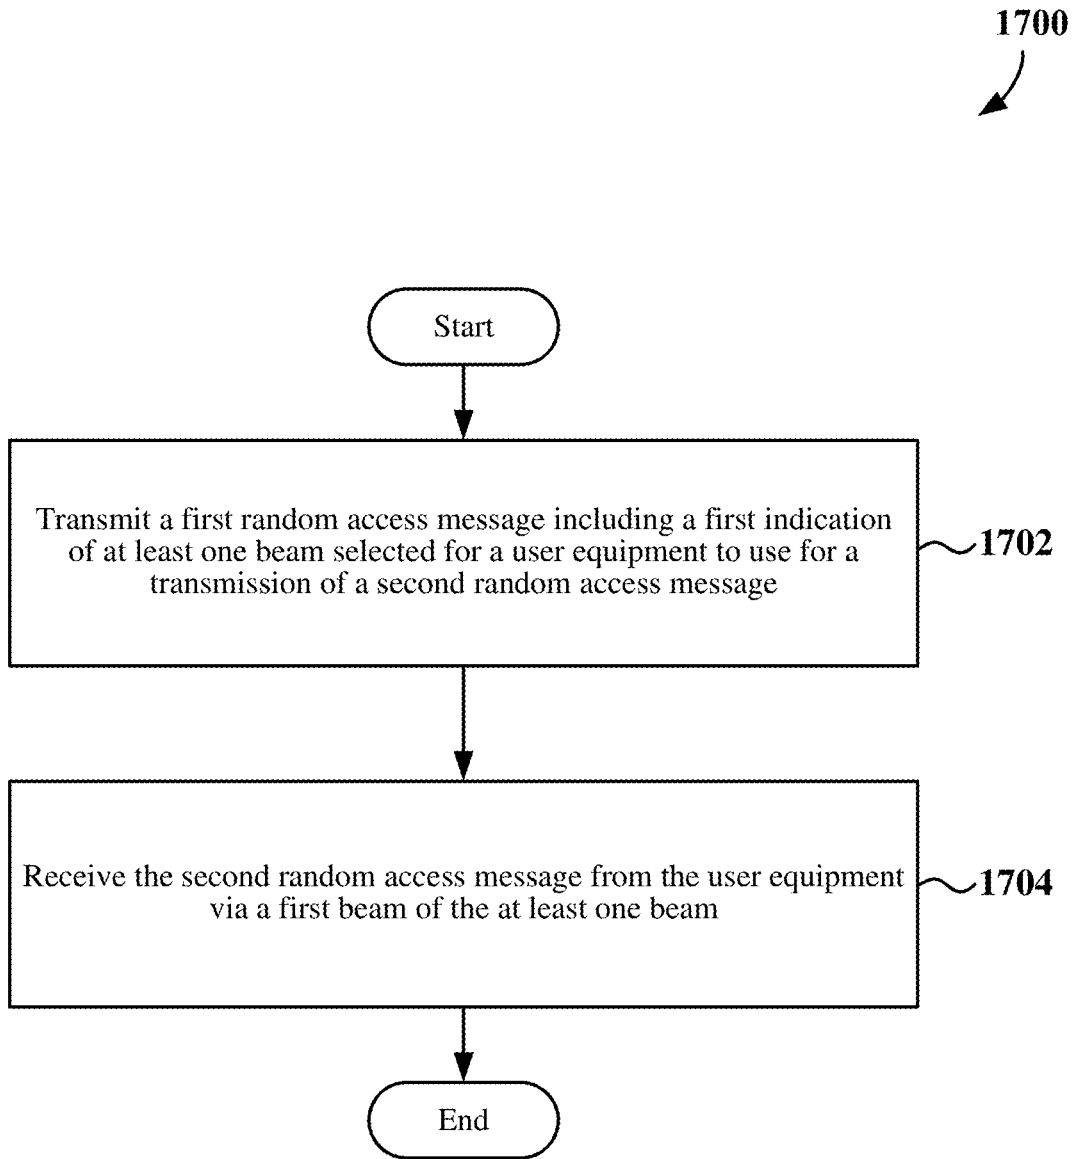 1700
Start
Transmit a first random access message including a first indication
of at least one beam selected for a user equipment to use for a
transmission of a second random access message
1702
Receive the second random access message from the user equipment
via a first beam of the at least one beam
1704
End